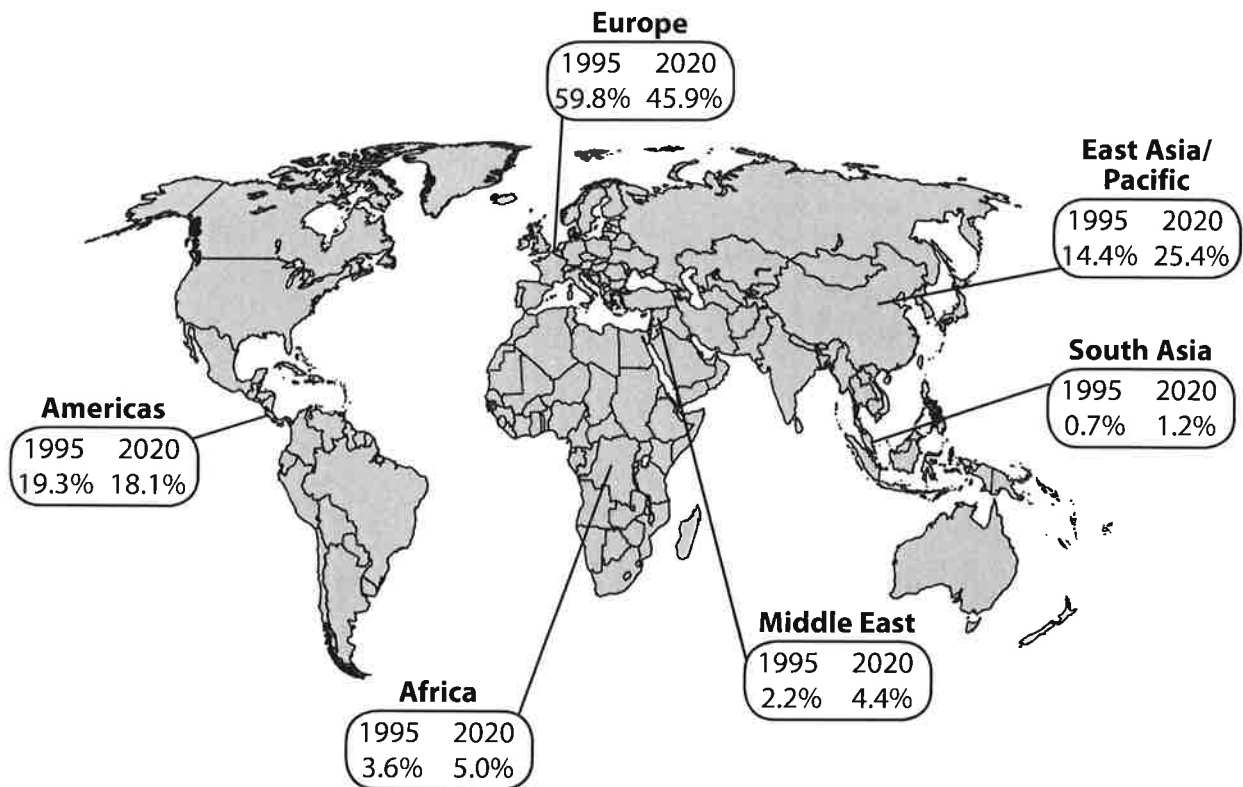 Europe
1995 2020
59.8% 45.9%
East Asia/
Pacific
1995 2020
14.4% 25.4%
South Asia
1995 2020
0.7% 1.2%
Americas
1995 2020
19.3% 18.1%
Middle East
1995 2020
2.2% 4.4%
Africa
1995 2020
3.6% 5.0%